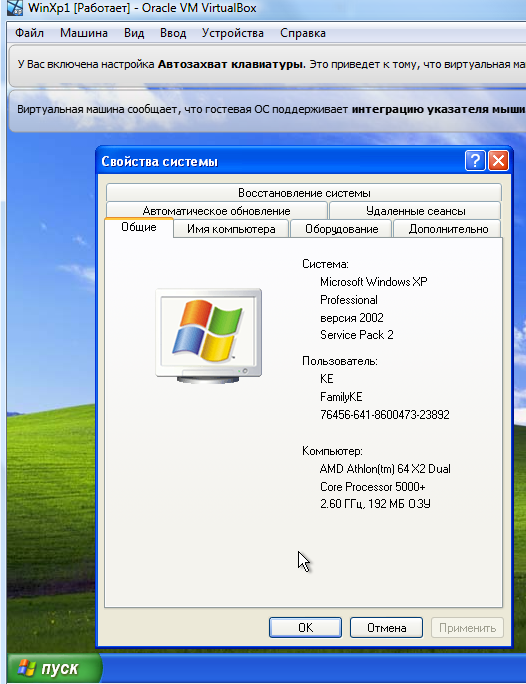 WinXp1 [Работает] - Oracle VM VirtualBox
Файл Машина Вид Ввод Устройства Справка
У Вас включена настройка Автозахват клавиатуры. Это приведет к тому, что виртуальная
Виртуальная машина сообщает, что гостевая ОС поддерживает интеграцию указателя мыши
Свойства системы
Восстановление системы
Автоматическое обновление Удаленные сеансы
Общие Имя компьютера Оборудование Дополнительно
Система:
Microsoft Windows XP
Professional
версия 2002
Service Pack 2
Пользователь:
KE
FamilyKE
76456-641-8600473-23892
Компьютер:
AMD Athlon(tm) 64 X2 Dual
Core Processor 5000+
2.60 ГГц, 192 МБ ОЗУ
OK Отмена Применить
пуск